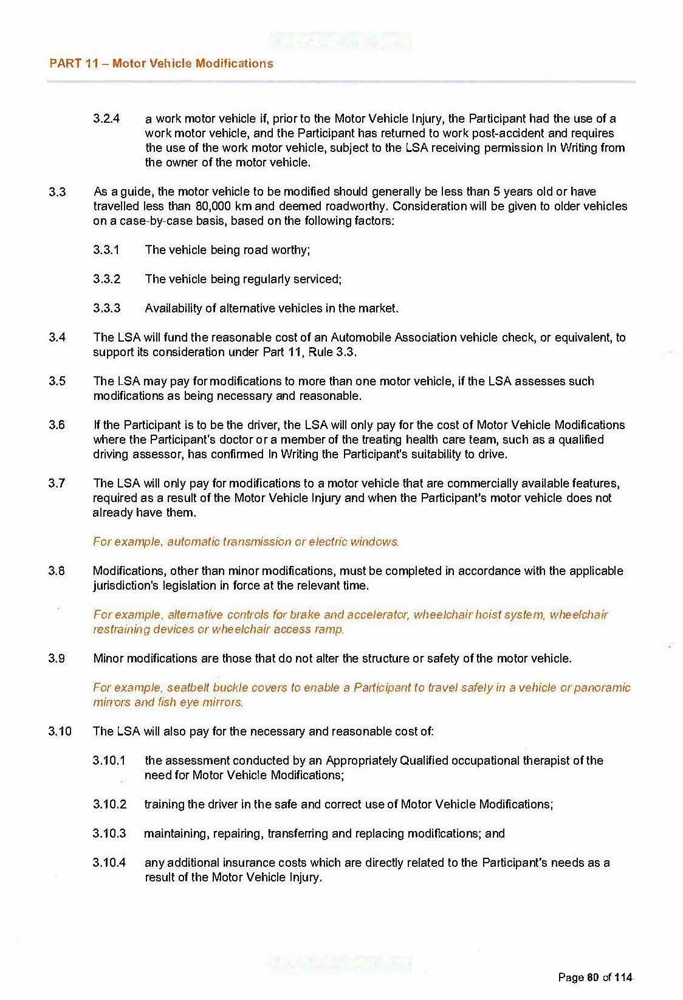 PART 11 – Motor Vehicle Modifications
3.2.4 a work motor vehicle if, prior to the Motor Vehicle Injury, the Participant had the use of a
work motor vehicle, and the Participant has returned to work post-accident and requires
the use of the work motor vehicle, subject to the LSA receiving permission In Writing from
the owner of the motor vehicle.
3.3 As a guide, the motor vehicle to be modified should generally be less than 5 years old or have
travelled less than 80,000 km and deemed roadworthy. Consideration will be given to older vehicles
on a case-by-case basis, based on the following factors:
3.3.1 The vehicle being road worthy;
3.3.2 The vehicle being regularly serviced;
3.3.3 Availability of alternative vehicles in the market.
3.4 The LSA will fund the reasonable cost of an Automobile Association vehicle check, or equivalent, to
support its consideration under Part 11, Rule 3.3.
3.5 The LSA may pay for modifications to more than one motor vehicle, if the LSA assesses such
modifications as being necessary and reasonable.
3.6 If the Participant is to be the driver, the LSA will only pay for the cost of Motor Vehicle Modifications
where the Participant's doctor or a member of the treating health care team, such as a qualified
driving assessor, has confirmed In Writing the Participant's suitability to drive.
3.7 The LSA will only pay for modifications to a motor vehicle that are commercially available features,
required as a result of the Motor Vehicle Injury and when the Participant's motor vehicle does not
already have them.
For example, automatic transmission or electric windows.
3.8 Modifications, other than minor modifications, must be completed in accordance with the applicable
jurisdiction's legislation in force at the relevant time.
For example, alternative controls for brake and accelerator, wheelchair hoist system, wheelchair
restraining devices or wheelchair access ramp.
3.9 Minor modifications are those that do not alter the structure or safety of the motor vehicle.
For example, seatbelt buckle covers to enable a Participant to travel safely in a vehicle or panoramic
mirrors and fish eye mirrors.
3.10 The LSA will also pay for the necessary and reasonable cost of:
3.10.1 the assessment conducted by an Appropriately Qualified occupational therapist of the
need for Motor Vehicle Modifications;
3.10.2 training the driver in the safe and correct use of Motor Vehicle Modifications;
3.10.3 maintaining, repairing, transferring and replacing modifications; and
3.10.4 any additional insurance costs which are directly related to the Participant's needs as a
result of the Motor Vehicle Injury.
Page 80 of 114